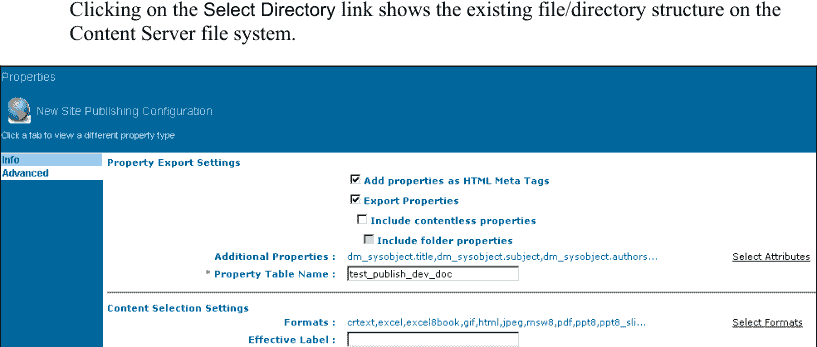 Clicking on the Select Directory link shows the existing file/directory structure on the
Content Server file system.
Properties
New Site Publishing Configuration
Click a tab to view a different property type
Info
Advanced
Property Export Settings
Add properties as HTML Meta Tags
Export Properties
Include contentless properties
Include folder properties
Additional Properties : dm_sysobject.title,dm_sysobject.subject,dm_sysobject.authors... Select Attributes
* Property Table Name : test_publish_dev_doc
Content Selection Settings
Formats : crtext,excel,excel8book,gif,html,jpeg,msw8,pdf,ppt8,ppt8_sli... Select Formats
Effective Label :